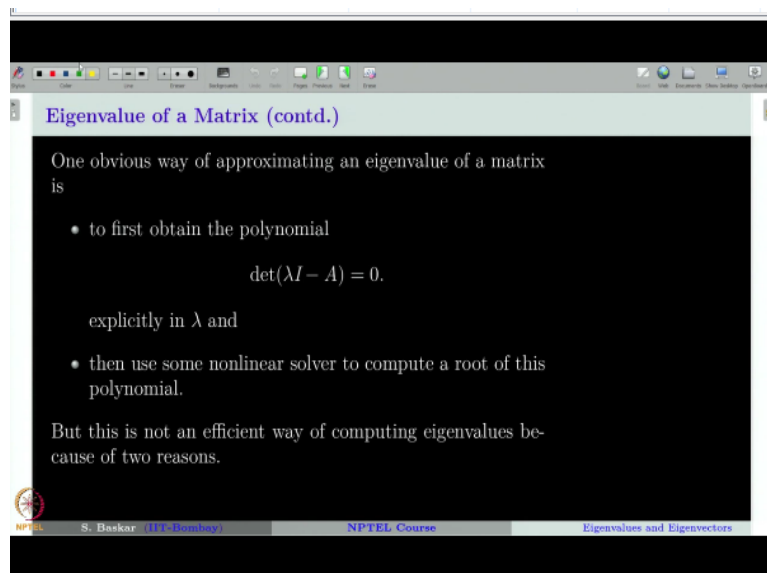 Eigenvalue of a Matrix (contd.)
One obvious way of approximating an eigenvalue of a matrix
is
• to first obtain the polynomial
det(λI − A) = 0.
explicitly in λ and
• then use some nonlinear solver to compute a root of this
polynomial.
But this is not an efficient way of computing eigenvalues be-
cause of two reasons.
NPTEL
S. Baskar (IIT-Bombay) NPTEL Course Eigenvalues and Eigenvectors